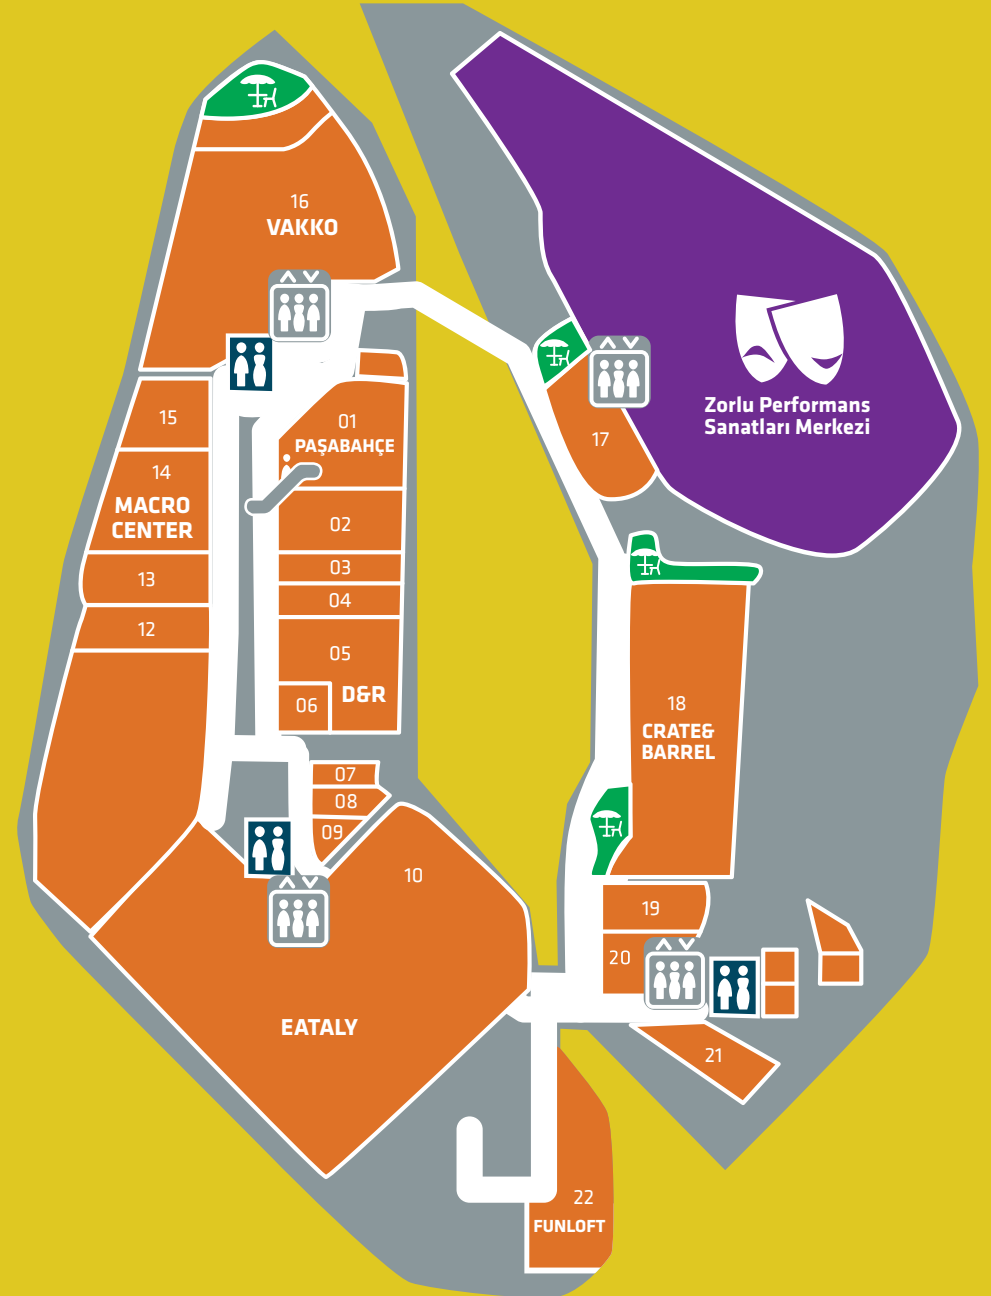 16
VAKKO
Zorlu Performans
Sanatları Merkezi
15
01
PAŞABAHÇE
17
14
MACRO
CENTER
02
13
03
04
12
05
D&R
06
18
CRATE&
BARREL
07
08
09
10
19
20
EATALY
21
22
FUNLOFT